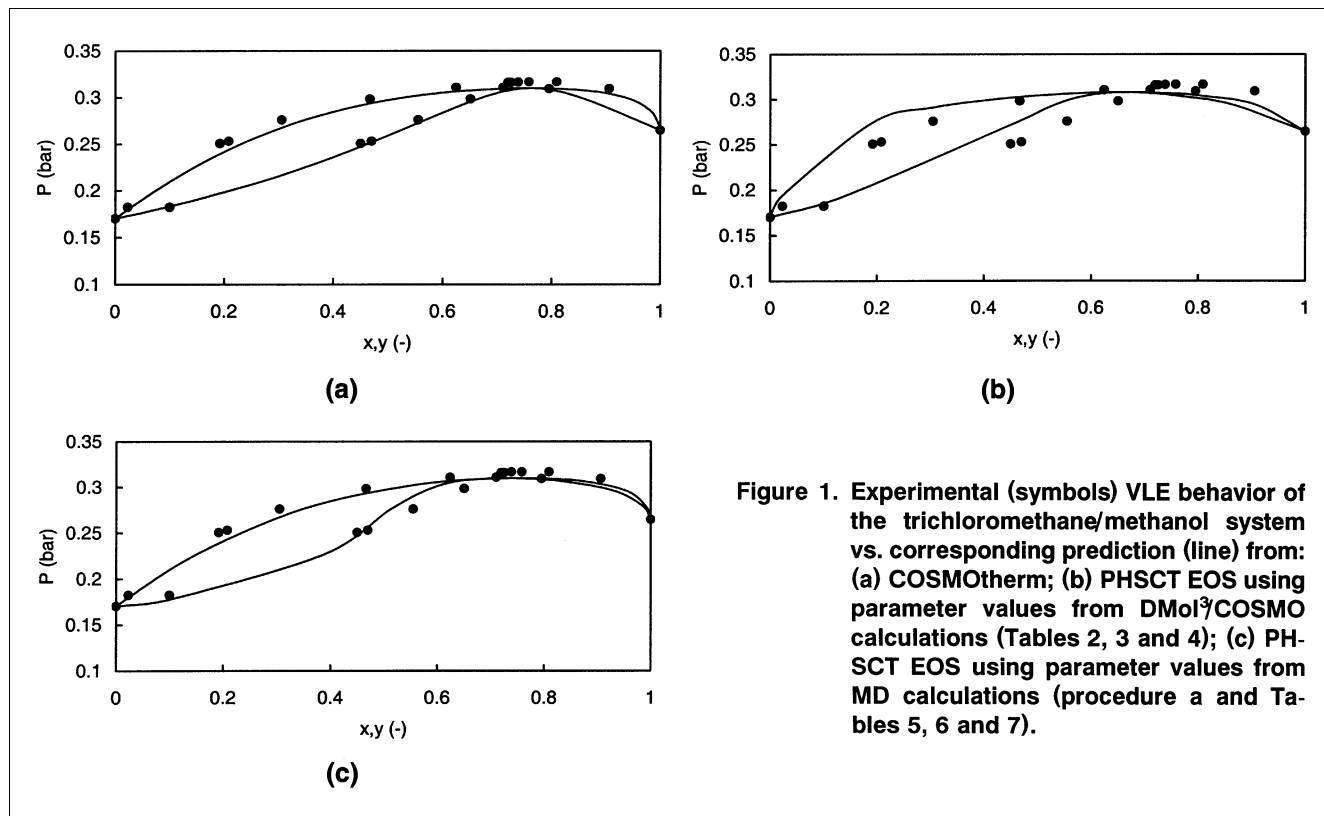 0.35
0.3
0.25
0.2
0.15
0.1
P (bar)
0 0.2 0.4 0.6 0.8 1
x,y (-)
(a)
0.35
0.3
0.25
0.2
0.15
0.1
P (bar)
0 0.2 0.4 0.6 0.8 1
x,y (-)
(b)
0.35
0.3
0.25
0.2
0.15
0.1
P (bar)
0 0.2 0.4 0.6 0.8 1
x,y (-)
(c)
Figure 1. Experimental (symbols) VLE behavior of
the trichloromethane/methanol system
vs. corresponding prediction (line) from:
(a) COSMOtherm; (b) PHSCT EOS using
parameter values from DMol³/COSMO
calculations (Tables 2, 3 and 4); (c) PH-
SCT EOS using parameter values from
MD calculations (procedure a and Ta-
bles 5, 6 and 7).